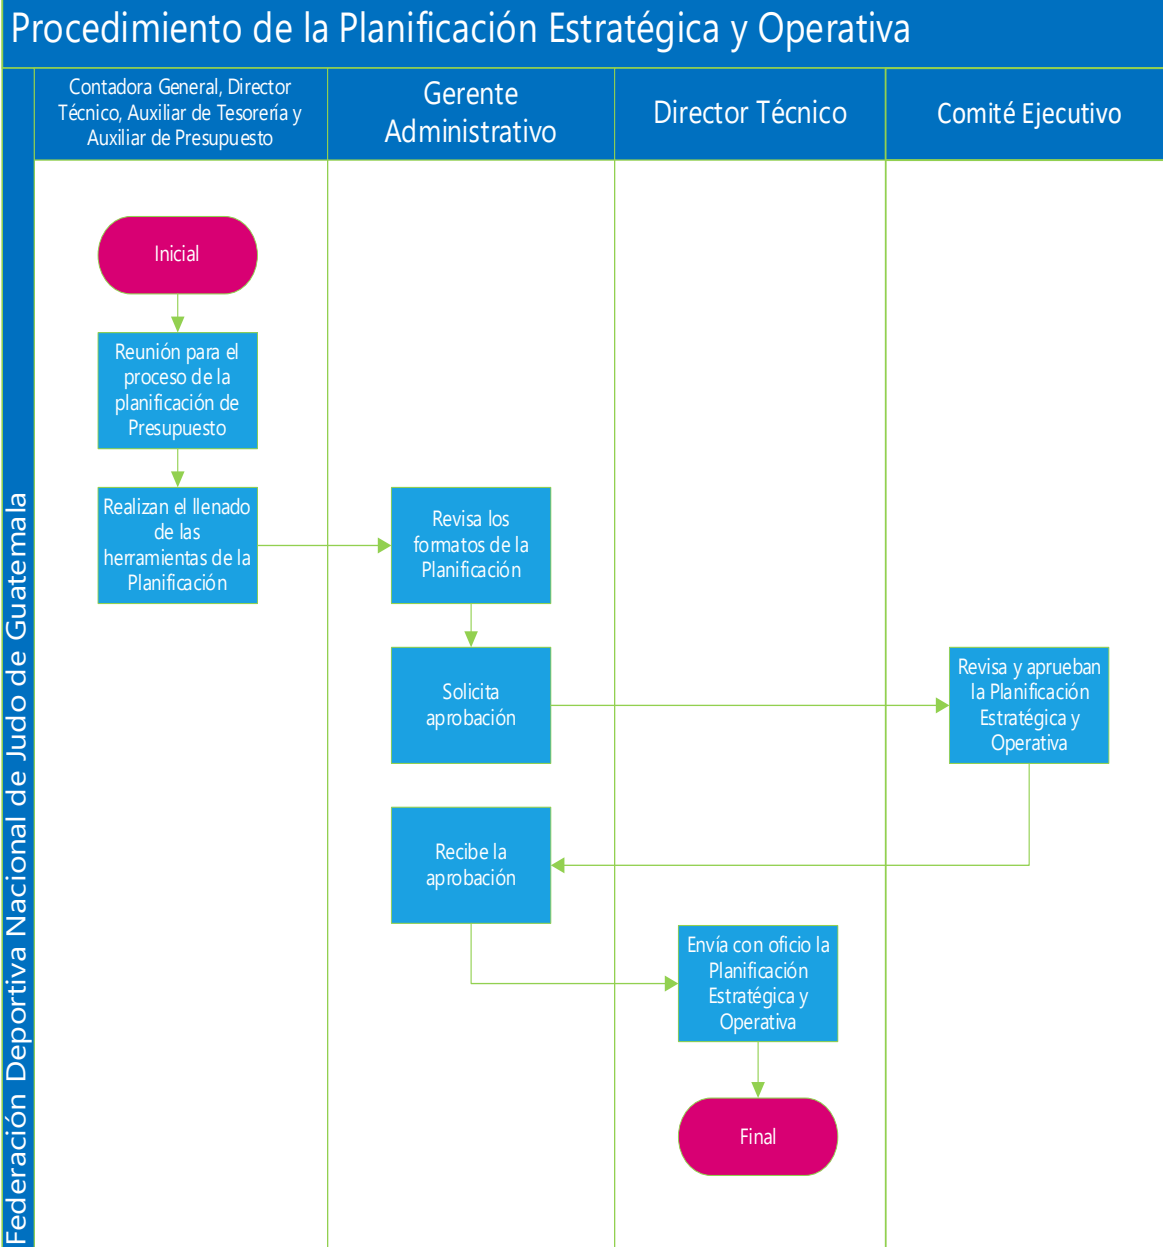 Procedimiento de la Planificación Estratégica y Operativa
Federación Deportiva Nacional de Judo de Guatemala
Contadora General, Director
Técnico, Auxiliar de Tesorería y
Auxiliar de Presupuesto
Gerente
Administrativo
Director Técnico
Comité Ejecutivo
Inicial
Reunión para el
proceso de la
planificación de
Presupuesto
Realizan el llenado
de las
herramientas de la
Planificación
Revisa los
formatos de la
Planificación
Solicita
aprobación
Revisa y aprueban
la Planificación
Estratégica y
Operativa
Recibe la
aprobación
Envía con oficio la
Planificación
Estratégica y
Operativa
Final